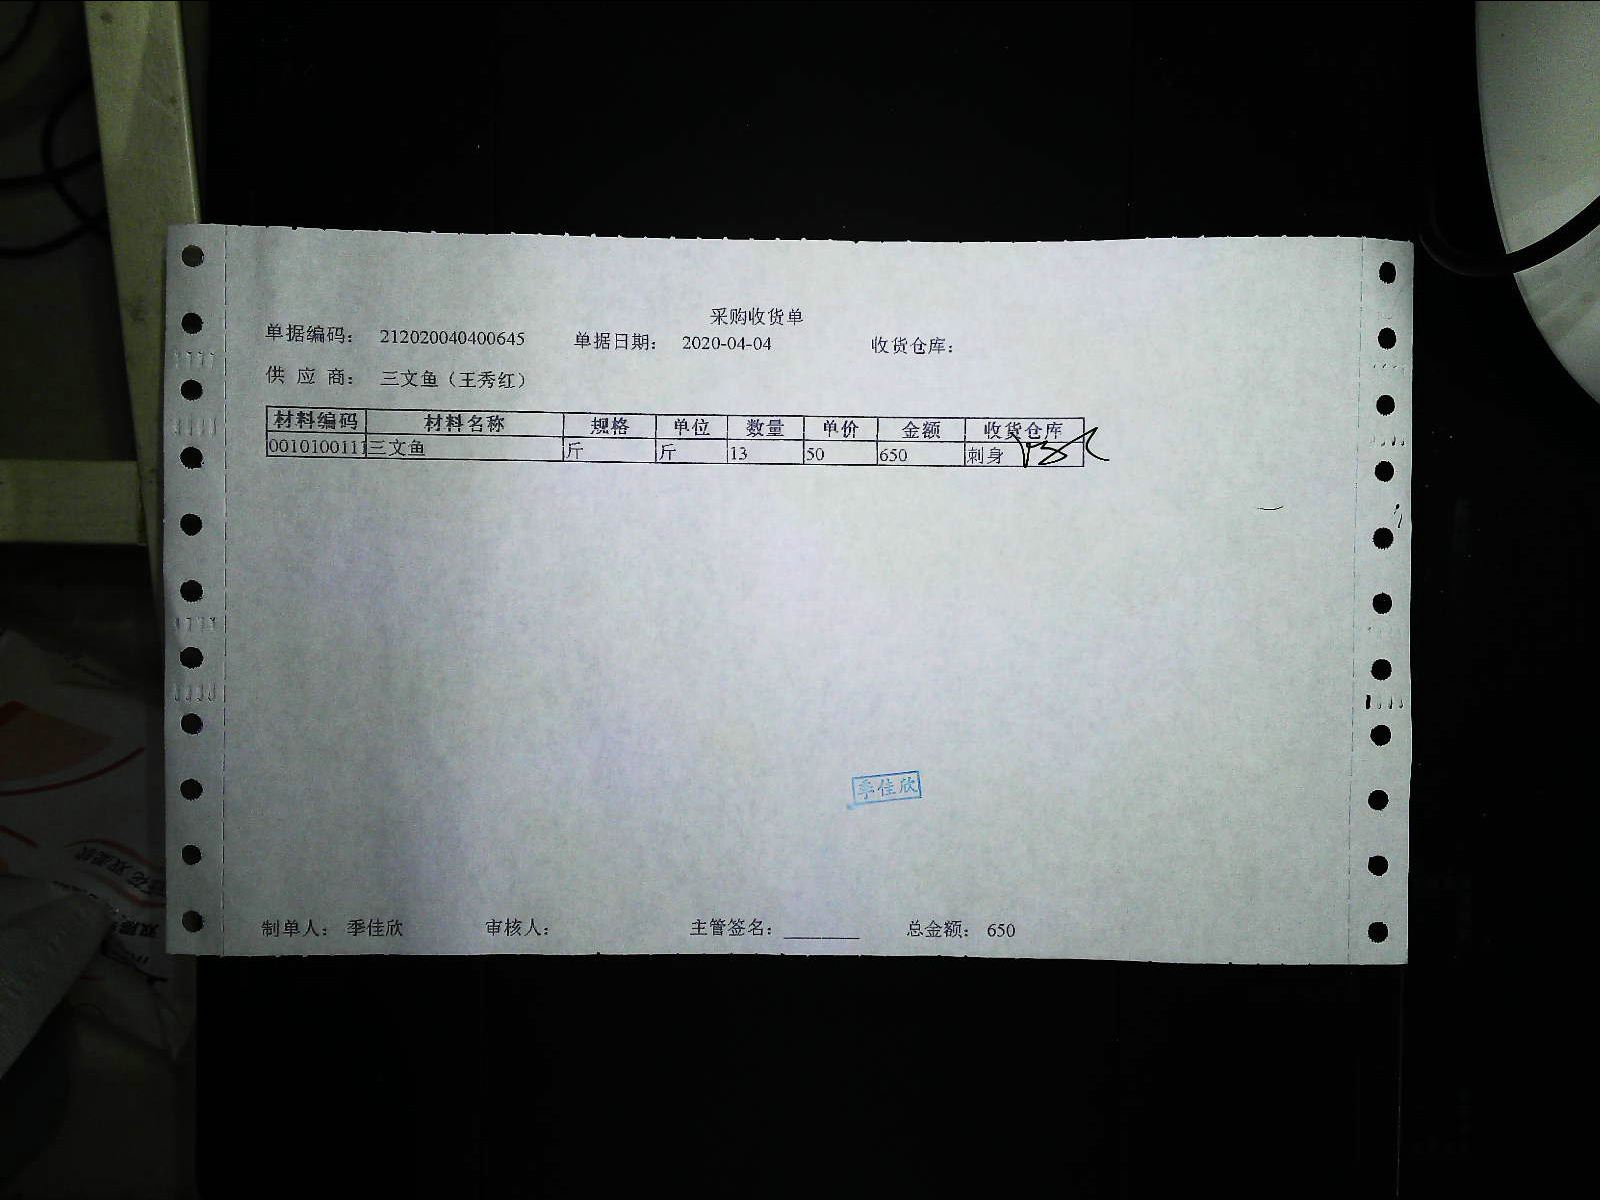 采购收货单
单据编码： 212020040400645 单据日期： 2020-04-04 收货仓库：
供 应 商： 三文鱼（王秀红）
材料编码 材料名称 规格 单位 数量 单价 金额 收货仓库
0010100111 三文鱼 斤 斤 13 50 650 刺身
季佳欣
制单人： 季佳欣 审核人： 主管签名： 总金额： 650